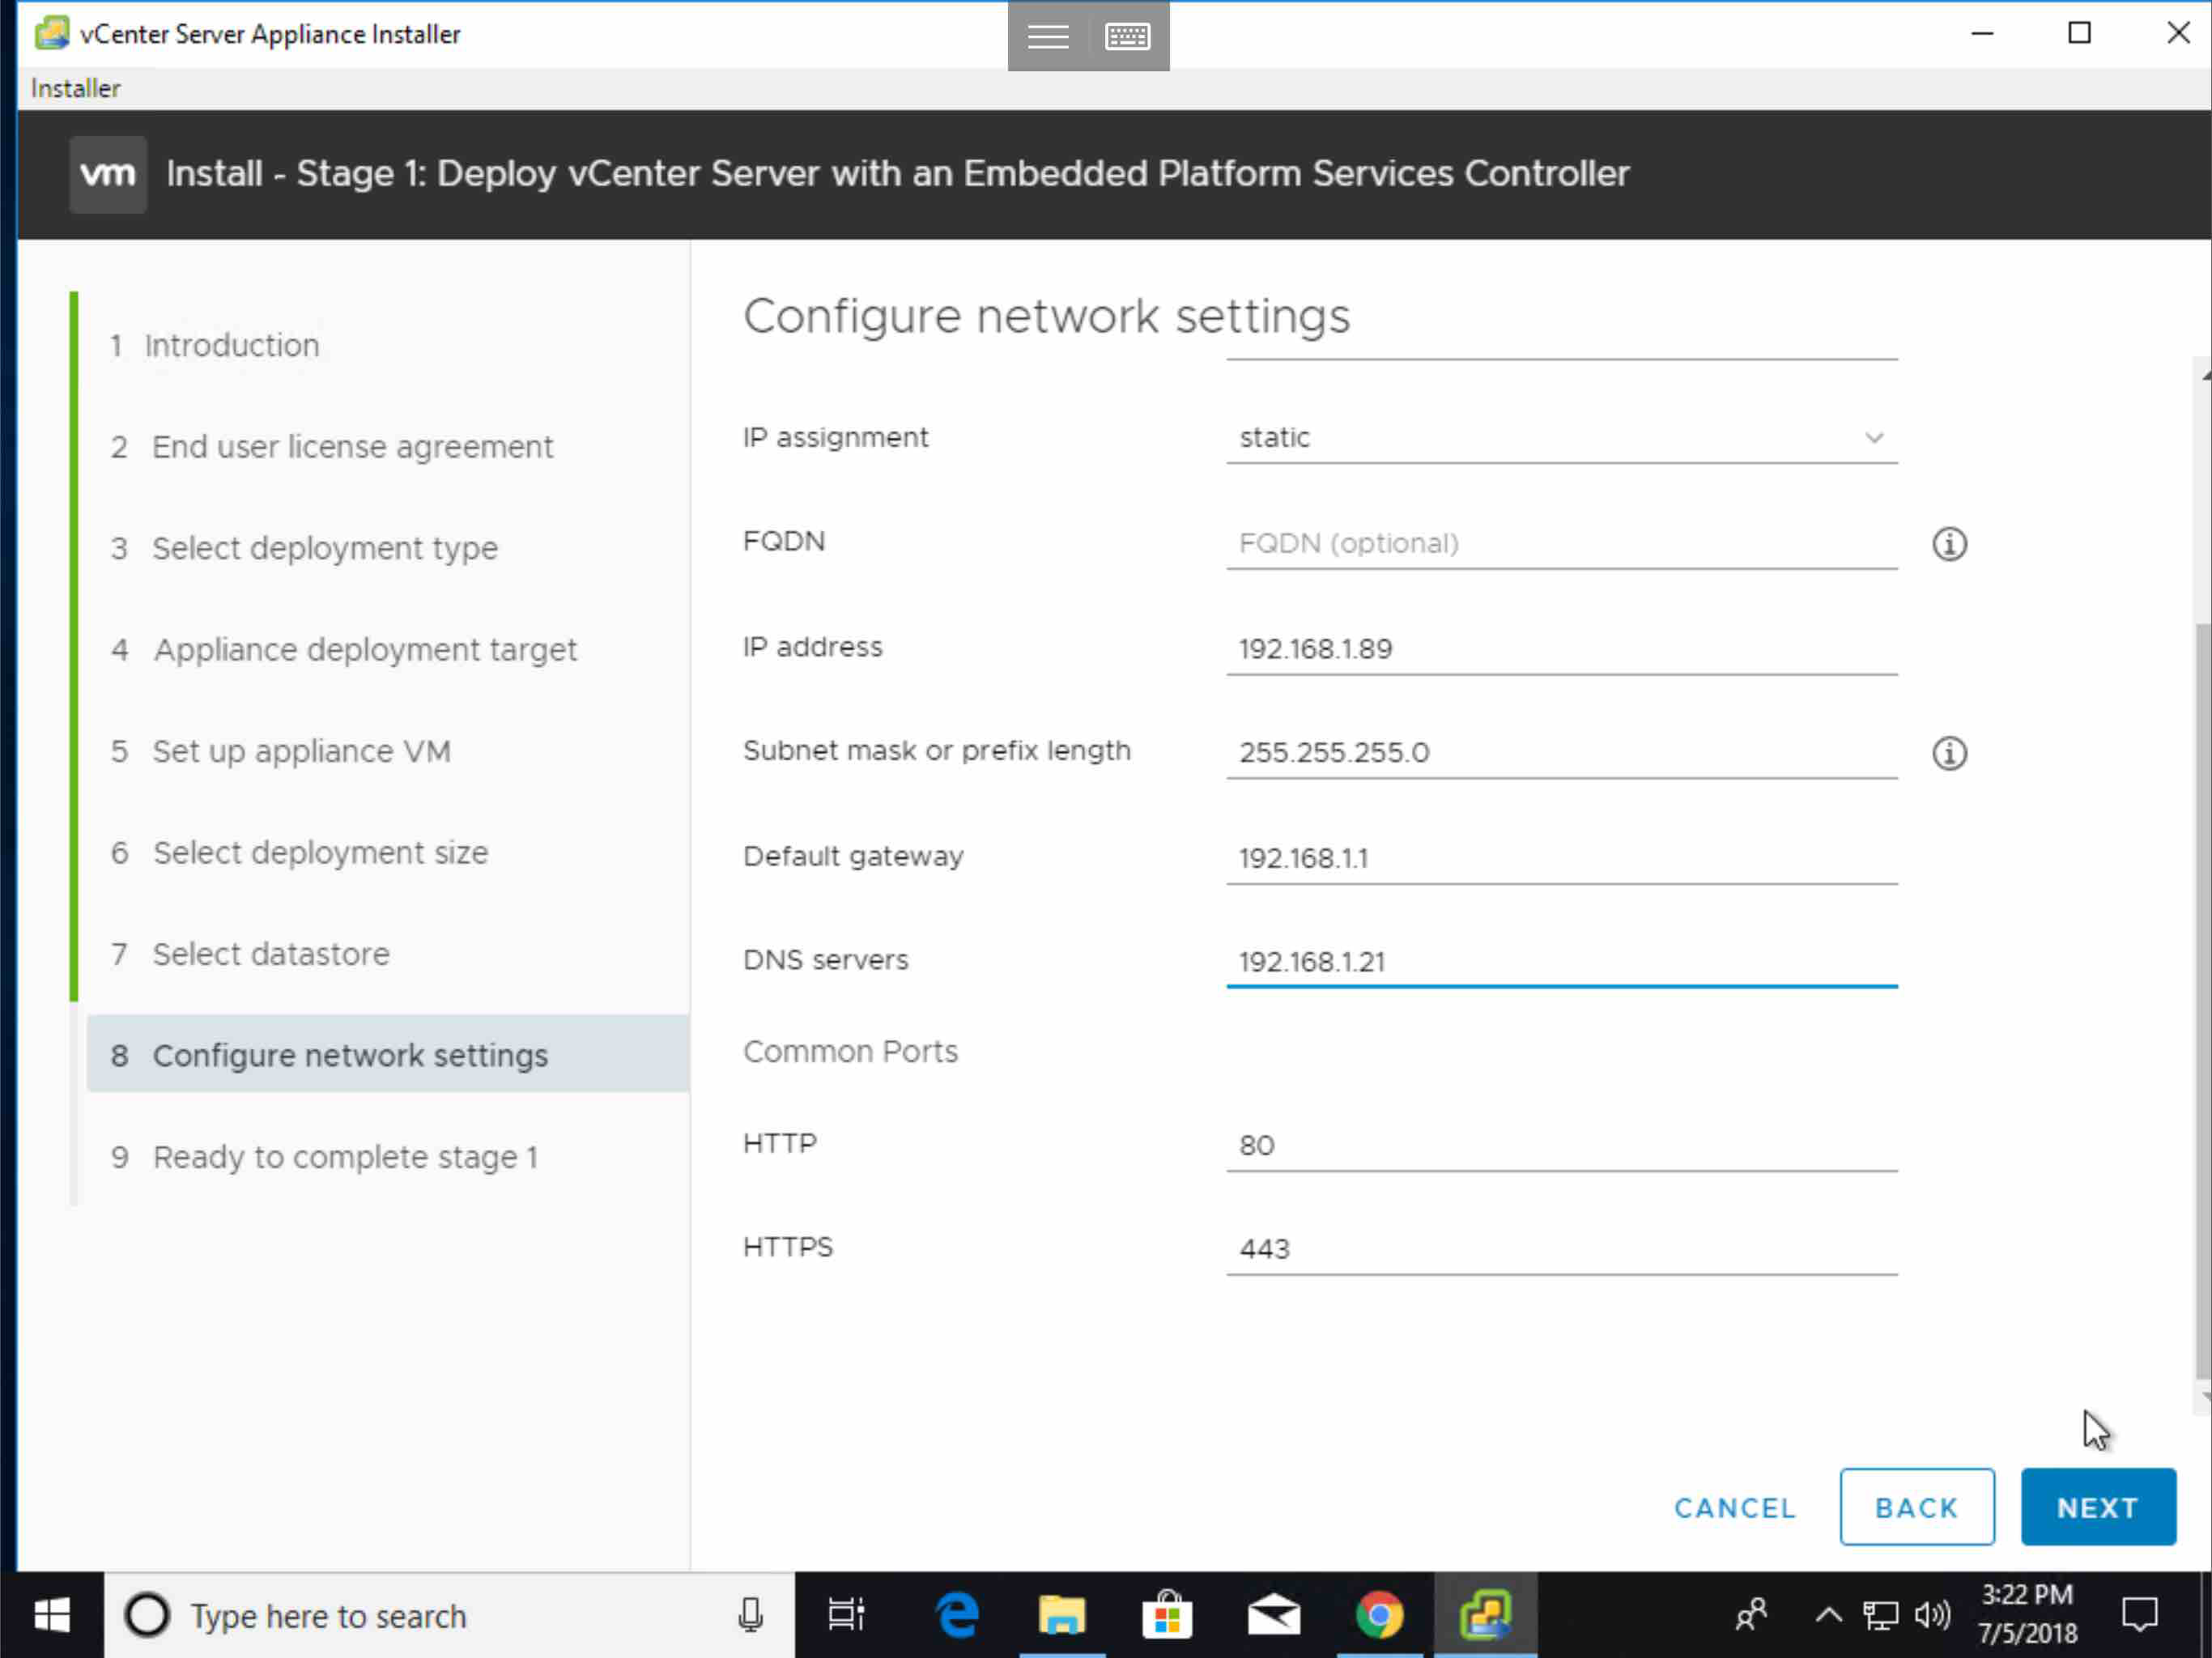 vCenter Server Appliance Installer
Installer
vm Install - Stage 1: Deploy vCenter Server with an Embedded Platform Services Controller
1 Introduction
2 End user license agreement
3 Select deployment type
4 Appliance deployment target
5 Set up appliance VM
6 Select deployment size
7 Select datastore
8 Configure network settings
9 Ready to complete stage 1
Configure network settings
IP assignment static
FQDN FQDN (optional)
IP address 192.168.1.89
Subnet mask or prefix length 255.255.255.0
Default gateway 192.168.1.1
DNS servers 192.168.1.21
Common Ports
HTTP 80
HTTPS 443
CANCEL BACK NEXT
Type here to search
3:22 PM
7/5/2018